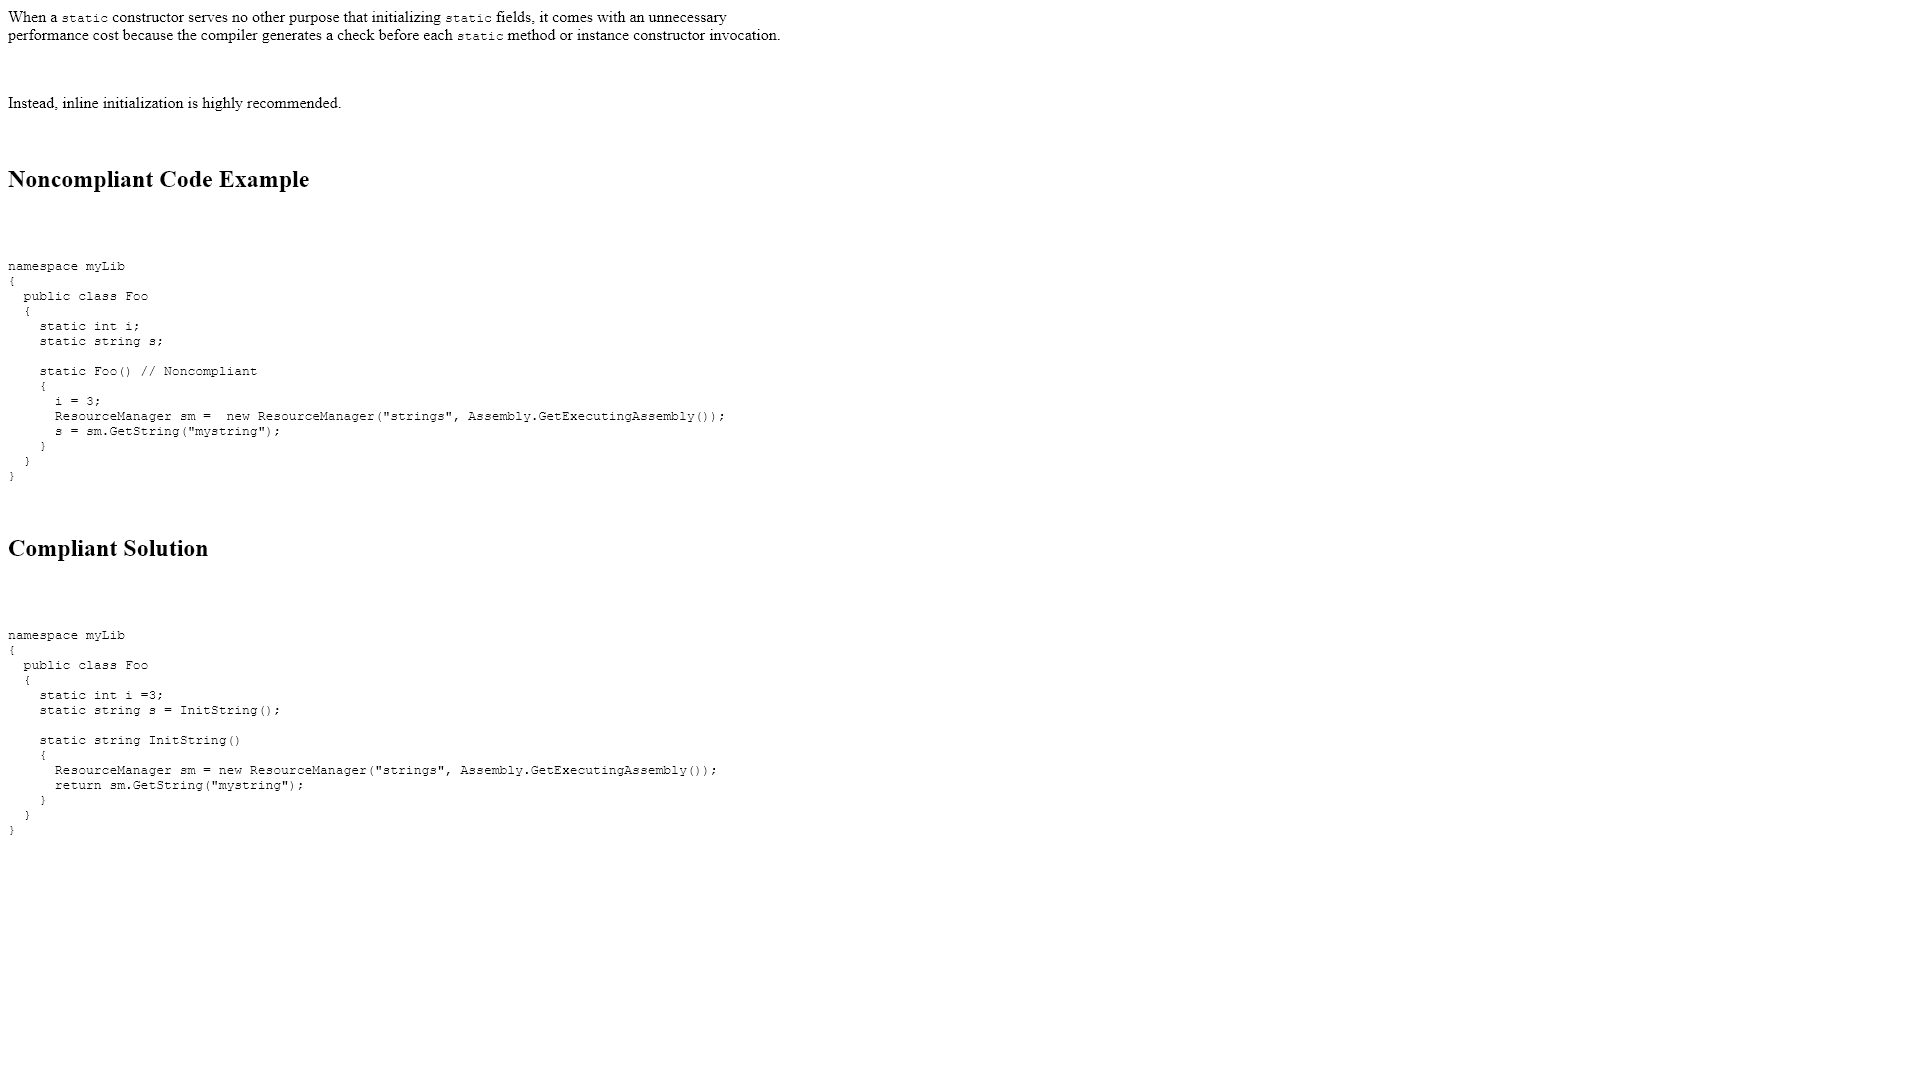 When a static constructor serves no other purpose that initializing static fields, it comes with an unnecessary
performance cost because the compiler generates a check before each static method or instance constructor invocation.
Instead, inline initialization is highly recommended.
Noncompliant Code Example
namespace myLib
{
  public class Foo
  {
    static int i;
    static string s;
    static Foo() // Noncompliant
    {
      i = 3;
      ResourceManager sm =  new ResourceManager("strings", Assembly.GetExecutingAssembly());
      s = sm.GetString("mystring");
    }
  }
}
Compliant Solution
namespace myLib
{
  public class Foo
  {
    static int i =3;
    static string s = InitString();
    static string InitString()
    {
      ResourceManager sm = new ResourceManager("strings", Assembly.GetExecutingAssembly());
      return sm.GetString("mystring");
    }
  }
}